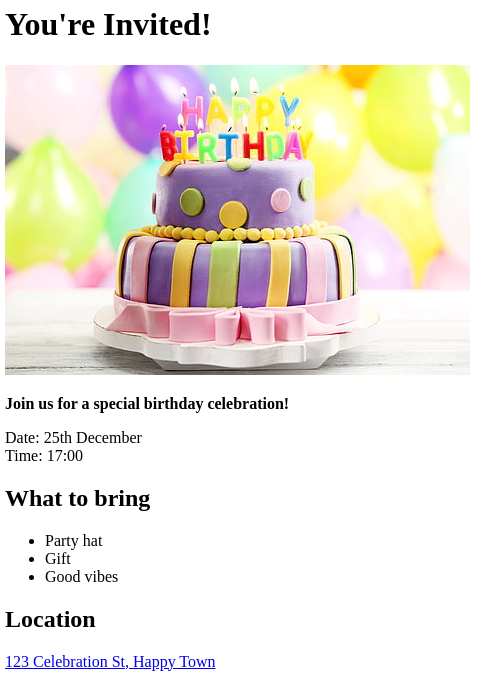 You're Invited!
HAPPY
BIRTHDAY
Join us for a special birthday celebration!
Date: 25th December
Time: 17:00
What to bring
Party hat
Gift
Good vibes
Location
123 Celebration St, Happy Town